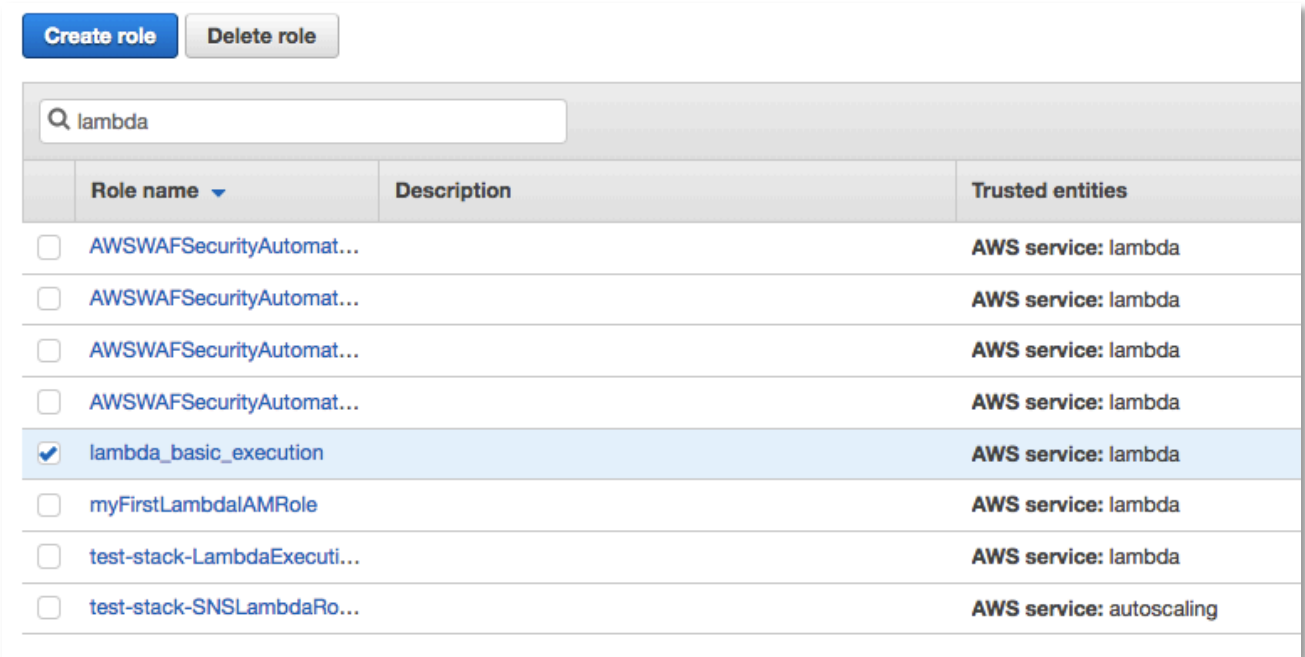 Create role Delete role
lambda
Role name Description Trusted entities
AWSWAFSecurityAutomat... AWS service: lambda
AWSWAFSecurityAutomat... AWS service: lambda
AWSWAFSecurityAutomat... AWS service: lambda
AWSWAFSecurityAutomat... AWS service: lambda
lambda_basic_execution AWS service: lambda
myFirstLambdaIAMRole AWS service: lambda
test-stack-LambdaExecuti... AWS service: lambda
test-stack-SNSLambdaRo... AWS service: autoscaling